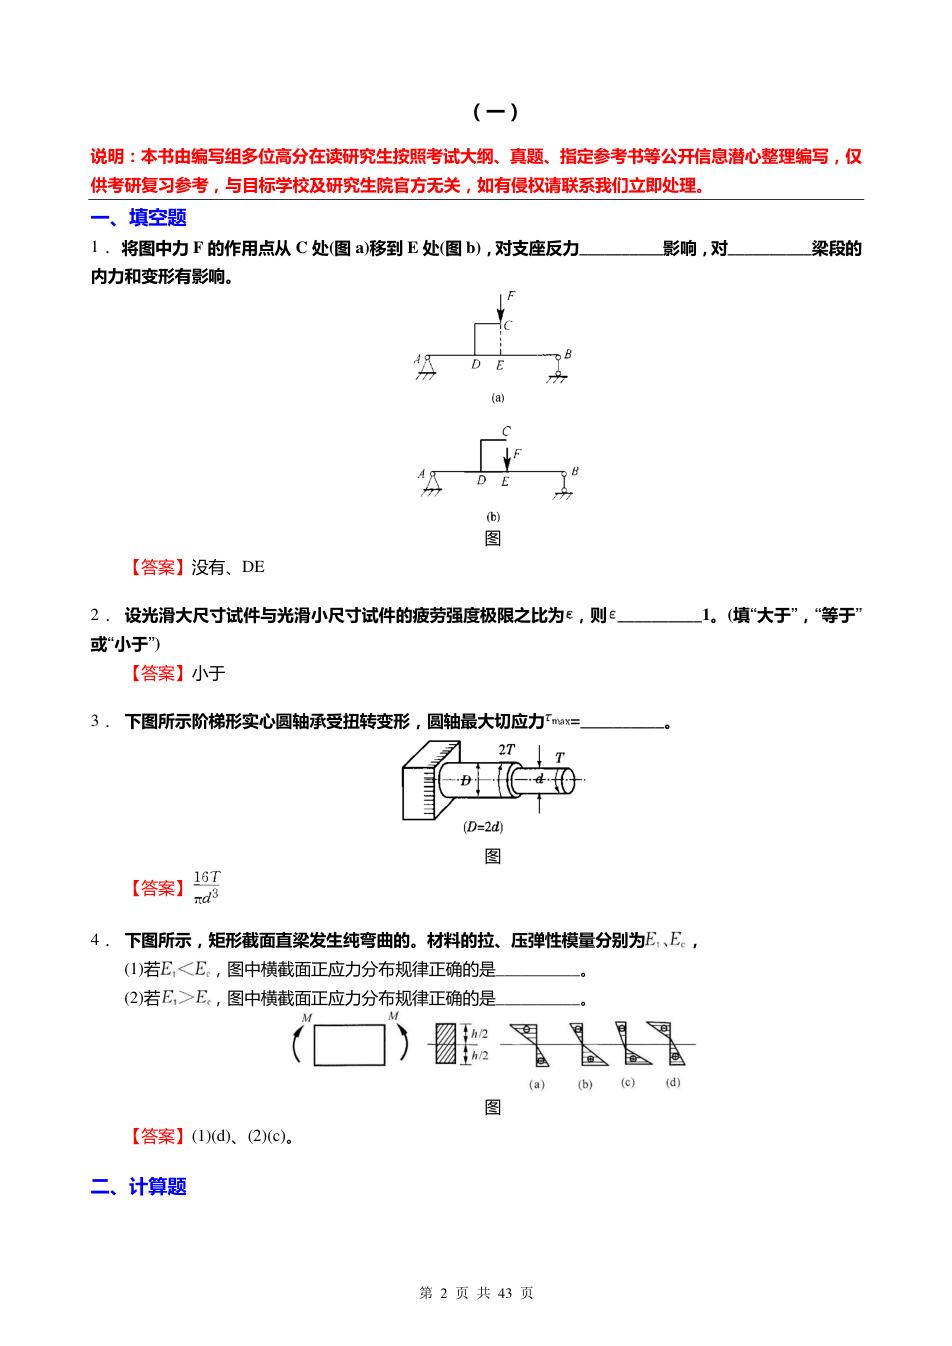 （一）
说明：本书由编写组多位高分在读研究生按照考试大纲、真题、指定参考书等公开信息潜心整理编写，仅
供考研复习参考，与目标学校及研究生院官方无关，如有侵权请联系我们立即处理。
一、填空题
1． 将图中力 F 的作用点从 C 处(图 a)移到 E 处(图 b)，对支座反力__________影响，对__________梁段的
内力和变形有影响。
F
C
A
D E
B
(a)
C
F
A
D E
B
(b)
图
【答案】没有、DE
2． 设光滑大尺寸试件与光滑小尺寸试件的疲劳强度极限之比为ε，则ε__________1。(填“大于”，“等于”
或“小于”)
【答案】小于
3． 下图所示阶梯形实心圆轴承受扭转变形，圆轴最大切应力τmax=__________。
2T
T
D
d
(D=2d)
图
【答案】16T/πd³
4． 下图所示，矩形截面直梁发生纯弯曲的。材料的拉、压弹性模量分别为Et、Ec，
(1)若Et<Ec，图中横截面正应力分布规律正确的是__________。
(2)若Et>Ec，图中横截面正应力分布规律正确的是__________。
M
M
h/2
h/2
⊖ ⊖ ⊖ ⊖
⊕ ⊕ ⊕ ⊕
(a) (b) (c) (d)
图
【答案】(1)(d)、(2)(c)。
二、计算题
第 2 页 共 43 页